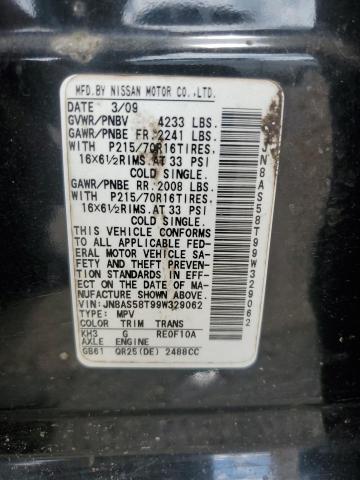 MFD.BY NISSAN MOTOR CO.,LTD.
DATE 3/09
GVWR/PNBV 4233 LBS.
GAWR/PNBE FR.2241 LBS.
WITH P215/70R16TIRES.
16X6½RIMS.AT 33 PSI
COLD SINGLE.
GAWR/PNBE RR.2008 LBS.
WITH P215/70R16TIRES.
16X6½RIMS.AT 33 PSI
COLD SINGLE.
THIS VEHICLE CONFORMS
TO ALL APPLICABLE FED-
ERAL MOTOR VEHICLE SA-
FETY AND THEFT PREVEN-
TION STANDARDS IN EFF-
ECT ON THE DATE OF MA-
NUFACTURE SHOWN ABOVE.
VIN:JN8AS58T99W329062
TYPE: MPV
COLOR TRIM TRANS
KH3 G RE0F10A
AXLE ENGINE
GB61 QR25(DE) 2488CC
JN8AS58T99W329062